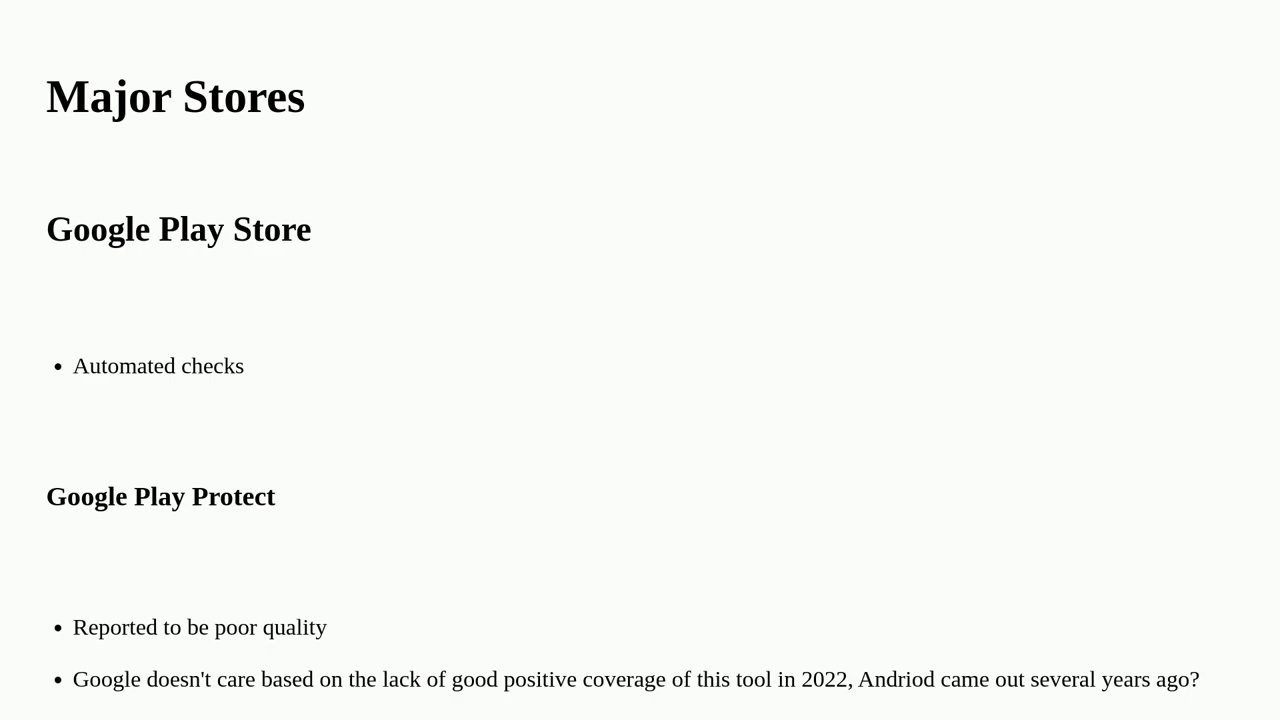 Major Stores
Google Play Store
• Automated checks
Google Play Protect
• Reported to be poor quality
• Google doesn't care based on the lack of good positive coverage of this tool in 2022, Andriod came out several years ago?